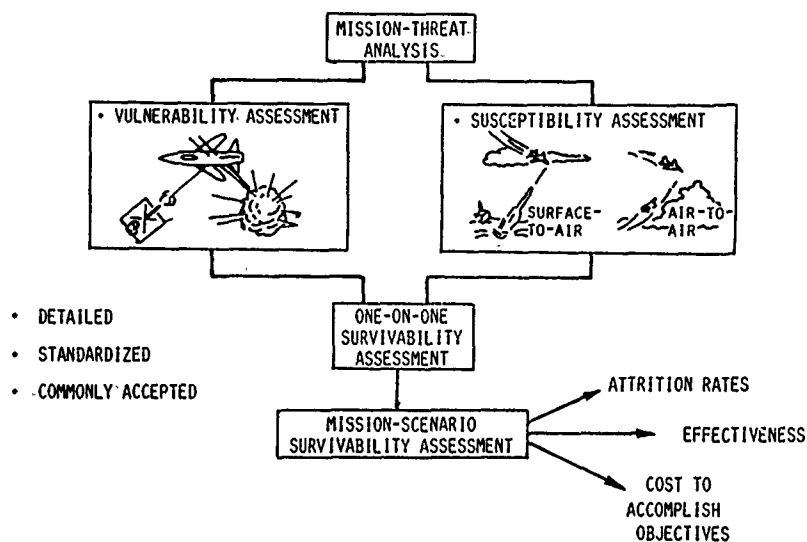 MISSION-THREAT
ANALYSIS
• VULNERABILITY ASSESSMENT
• SUSCEPTIBILITY ASSESSMENT
SURFACE-
TO-AIR
AIR-TO-
AIR
• DETAILED
• STANDARDIZED
• COMMONLY ACCEPTED
ONE-ON-ONE
SURVIVABILITY
ASSESSMENT
MISSION-SCENARIO
SURVIVABILITY ASSESSMENT
ATTRITION RATES
EFFECTIVENESS
COST TO
ACCOMPLISH
OBJECTIVES